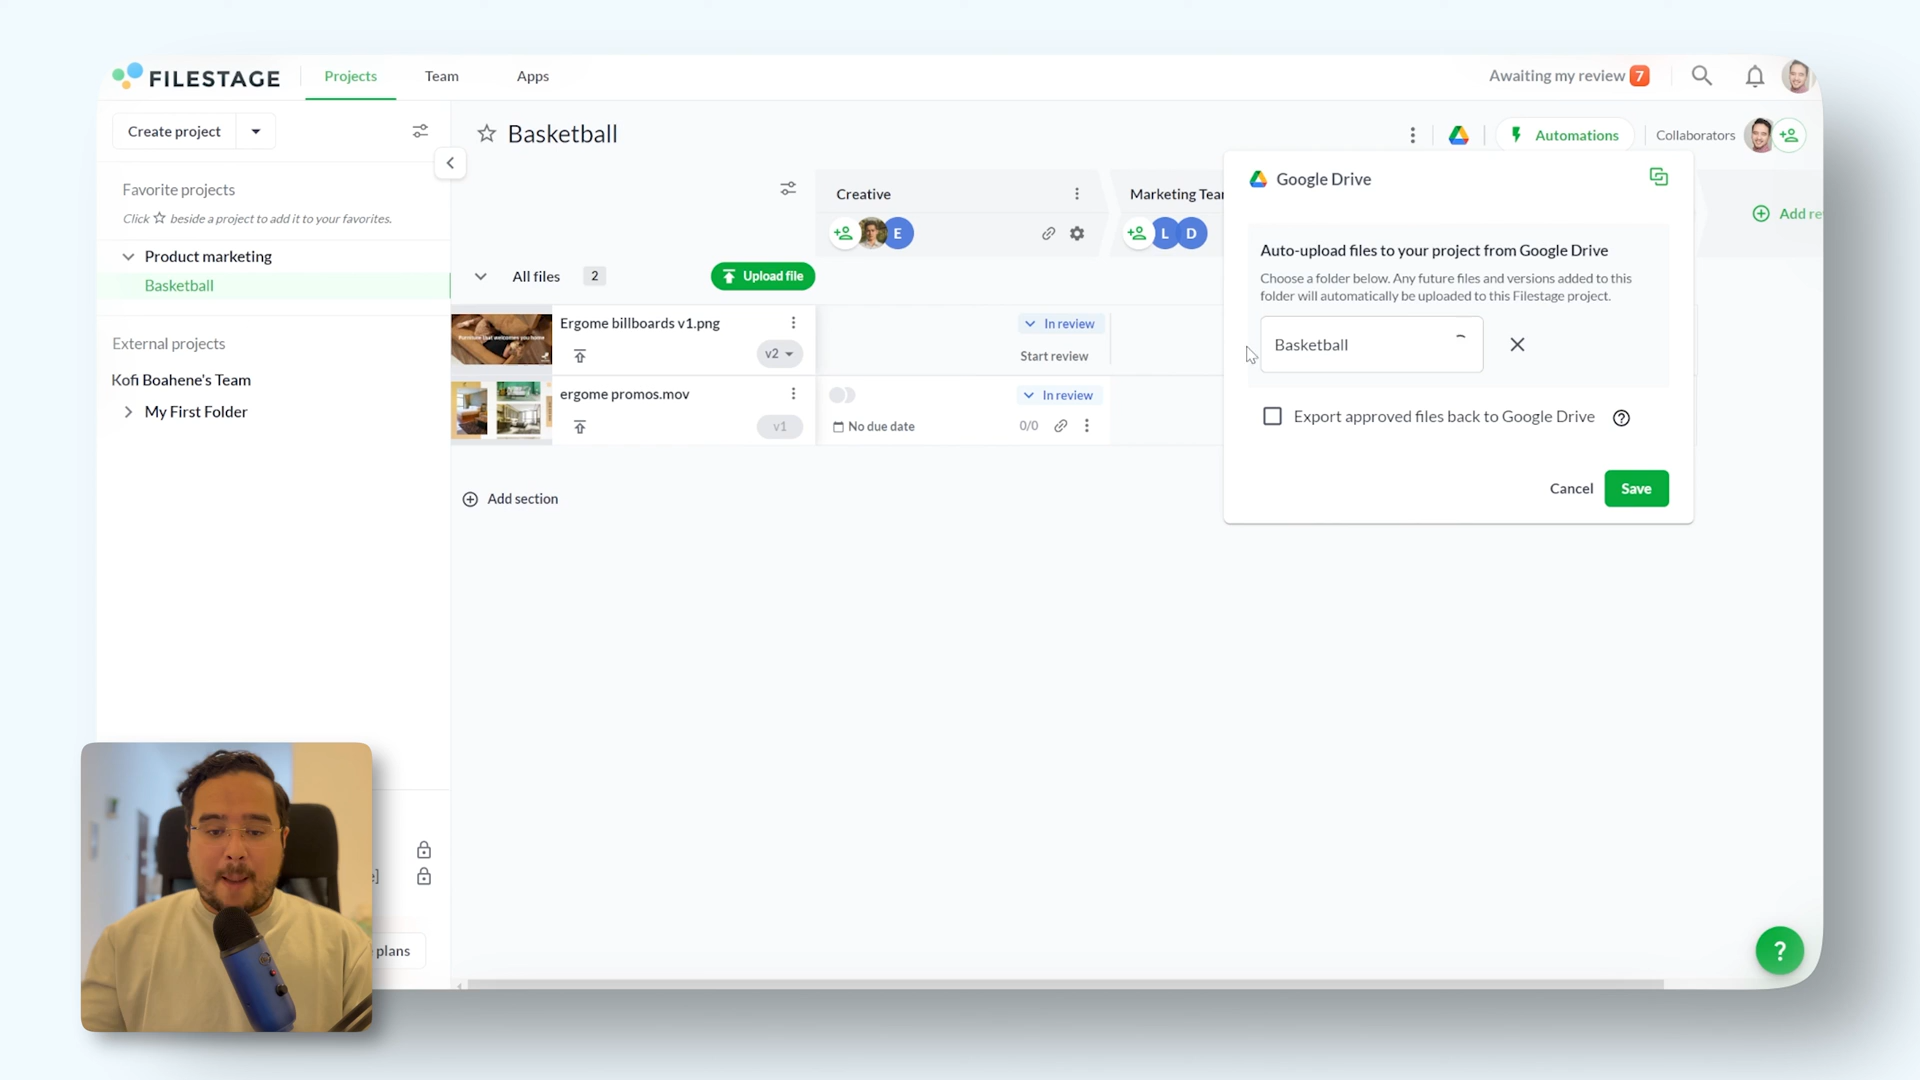 FILESTAGE
Projects
Team
Apps
Awaiting my review 7
Create project
Basketball
Automations
Collaborators
Favorite projects
Click ☆ beside a project to add it to your favorites.
Product marketing
Basketball
External projects
Kofi Boahene's Team
My First Folder
Creative
E
Marketing Tea
L
D
Add re
All files
2
Upload file
Ergome billboards v1.png
v2
In review
Start review
ergome promos.mov
v1
No due date
In review
0/0
Add section
Google Drive
Auto-upload files to your project from Google Drive
Choose a folder below. Any future files and versions added to this
folder will automatically be uploaded to this Filestage project.
Basketball
Export approved files back to Google Drive
?
Cancel
Save
plans
?